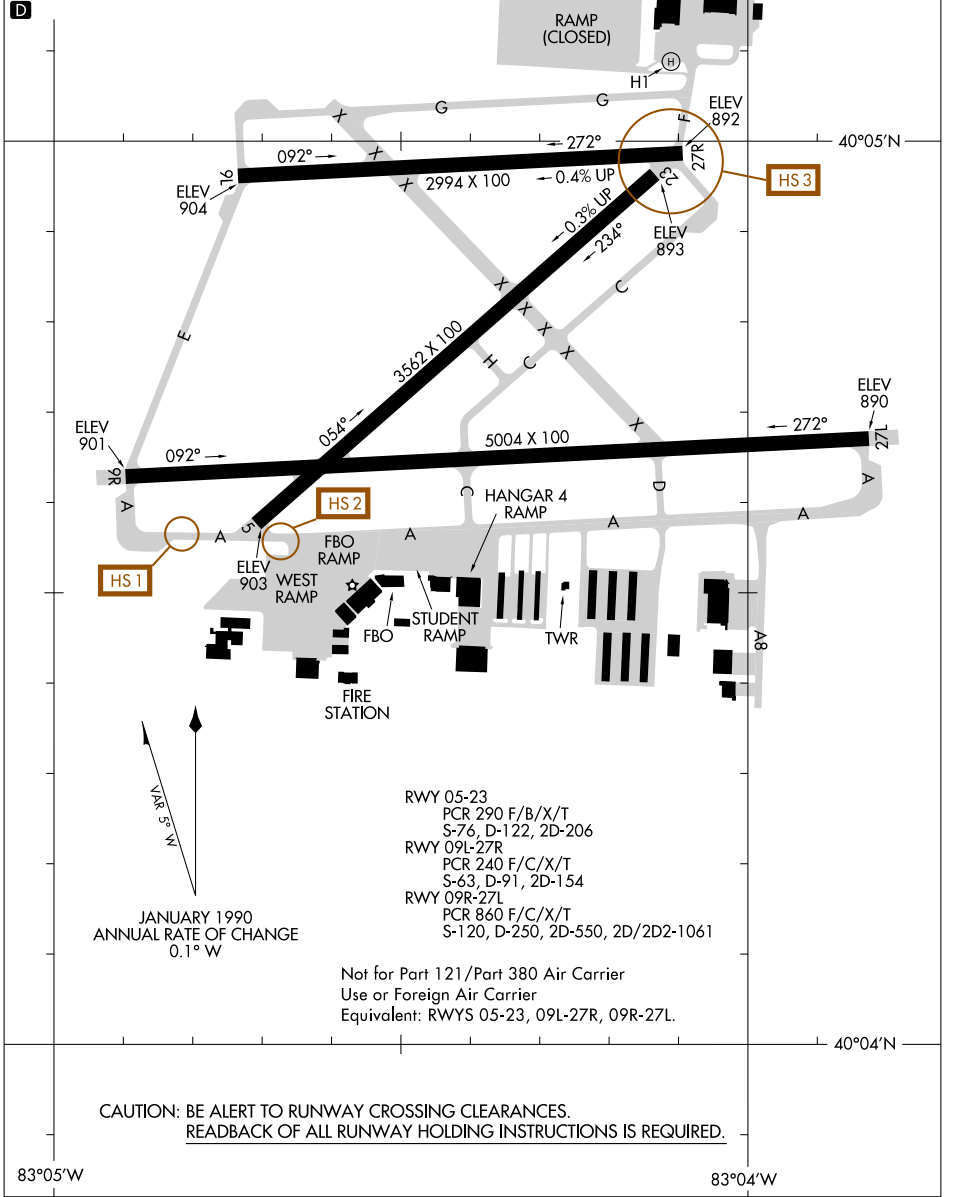 D
RAMP
(CLOSED)
H
H1
G
G
F
ELEV
892
X
40°05'N
092°
272°
X
27R
9L
2994 X 100
0.4% UP
X
23
HS 3
ELEV
904
0.3% UP
234°
ELEV
893
C
X
X
X
X
E
3562 X 100
H
C
ELEV
890
ELEV
901
054°
X
272°
27L
5004 X 100
092°
9R
A
C
HANGAR 4
RAMP
D
A
HS 2
A
A
A
5
A
FBO
RAMP
HS 1
ELEV
903
WEST
RAMP
FBO
STUDENT
RAMP
TWR
A8
FIRE
STATION
VAR 5° W
JANUARY 1990
ANNUAL RATE OF CHANGE
0.1° W
RWY 05-23
PCR 290 F/B/X/T
S-76, D-122, 2D-206
RWY 09L-27R
PCR 240 F/C/X/T
S-63, D-91, 2D-154
RWY 09R-27L
PCR 860 F/C/X/T
S-120, D-250, 2D-550, 2D/2D2-1061
Not for Part 121/Part 380 Air Carrier
Use or Foreign Air Carrier
Equivalent: RWYS 05-23, 09L-27R, 09R-27L.
40°04'N
CAUTION: BE ALERT TO RUNWAY CROSSING CLEARANCES.
READBACK OF ALL RUNWAY HOLDING INSTRUCTIONS IS REQUIRED.
83°05'W
83°04'W